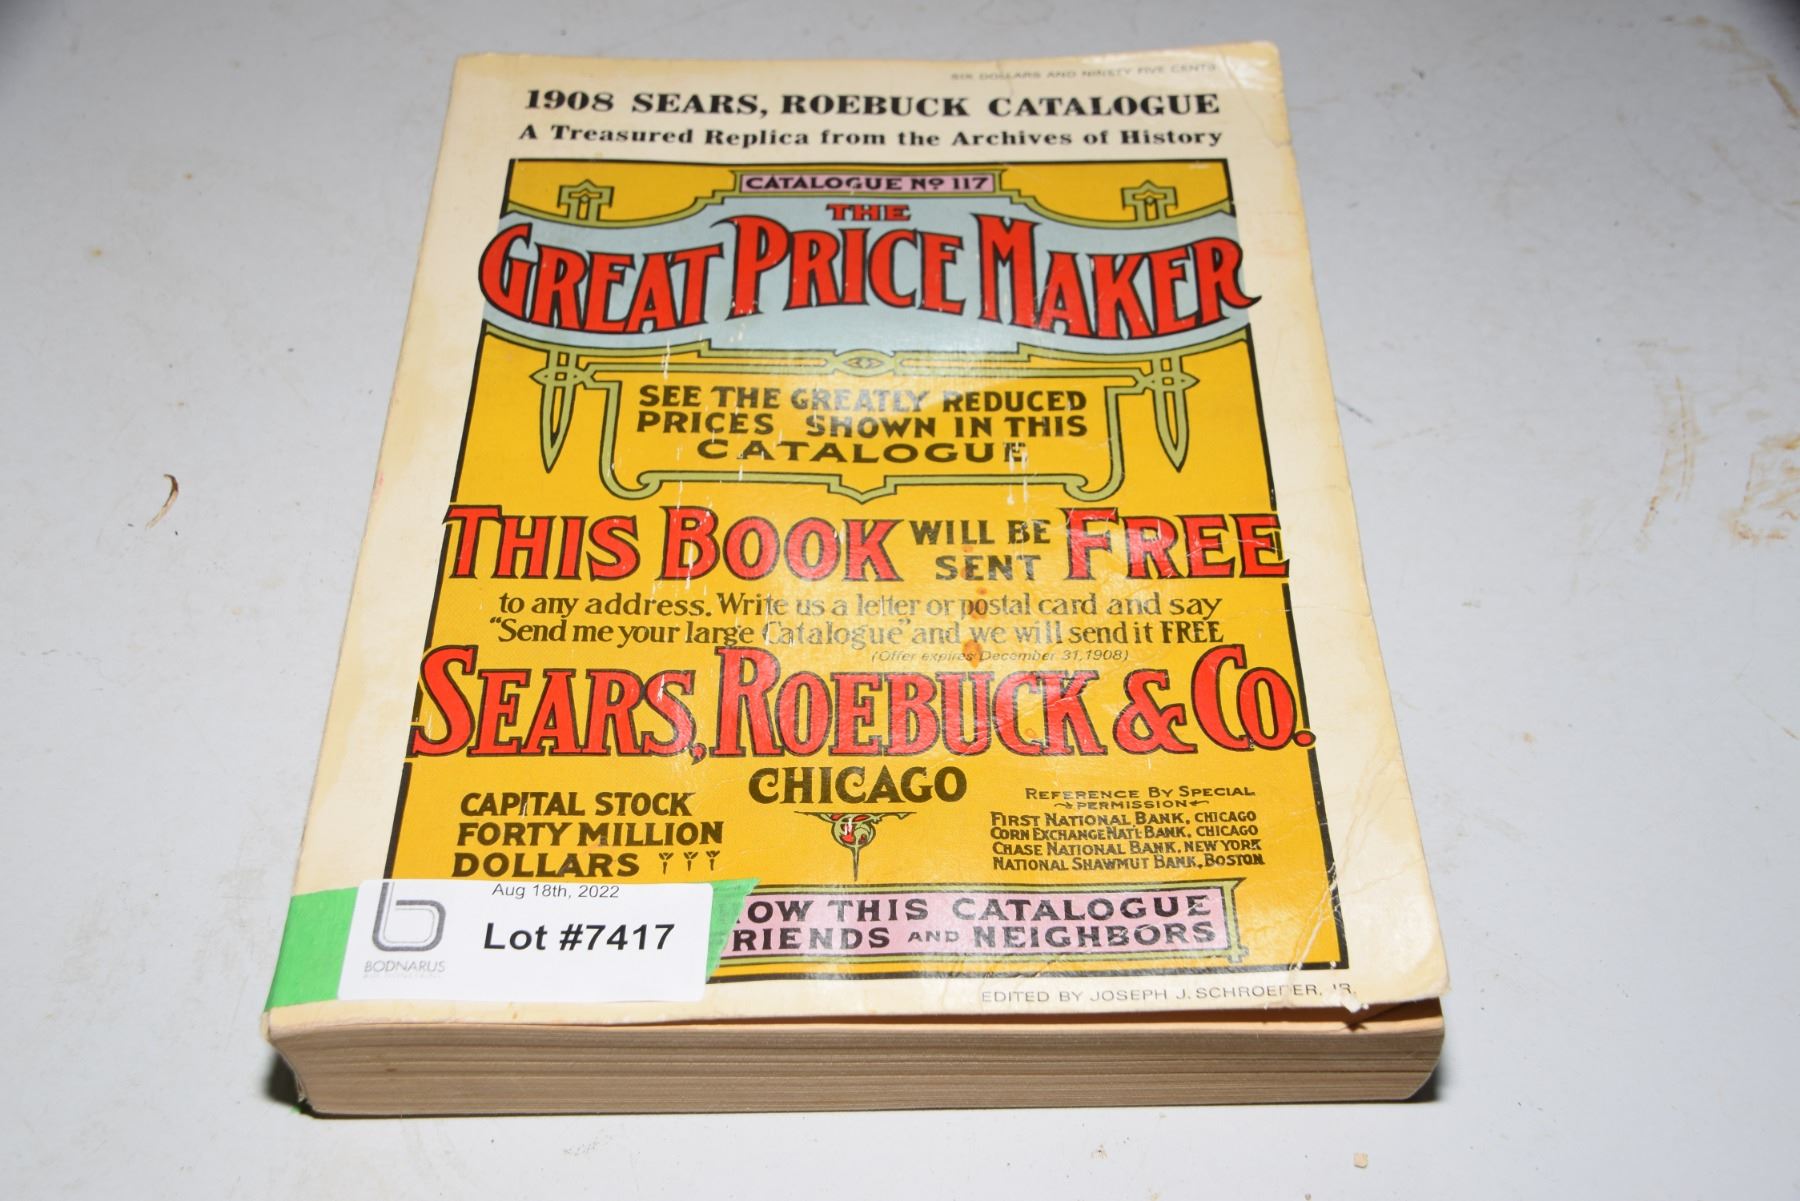 SIX DOLLARS AND NINETY FIVE CENTS
1908 SEARS, ROEBUCK CATALOGUE
A Treasured Replica from the Archives of History
CATALOGUE No 117
THE
GREAT PRICE MAKER
SEE THE GREATLY REDUCED
PRICES SHOWN IN THIS
CATALOGUE
THIS BOOK WILL BE SENT FREE
to any address. Write us a letter or postal card and say
"Send me your large Catalogue" and we will send it FREE
(Offer expires December 31, 1908)
SEARS, ROEBUCK & CO.
CHICAGO
CAPITAL STOCK
FORTY MILLION
DOLLARS
REFERENCE BY SPECIAL
PERMISSION
FIRST NATIONAL BANK, CHICAGO
CORN EXCHANGE NAT'L BANK, CHICAGO
CHASE NATIONAL BANK, NEW YORK
NATIONAL SHAWMUT BANK, BOSTON
OW THIS CATALOGUE
RIENDS AND NEIGHBORS
Aug 18th, 2022
Lot #7417
BODNARUS
EDITED BY JOSEPH J. SCHROEDER, JR.